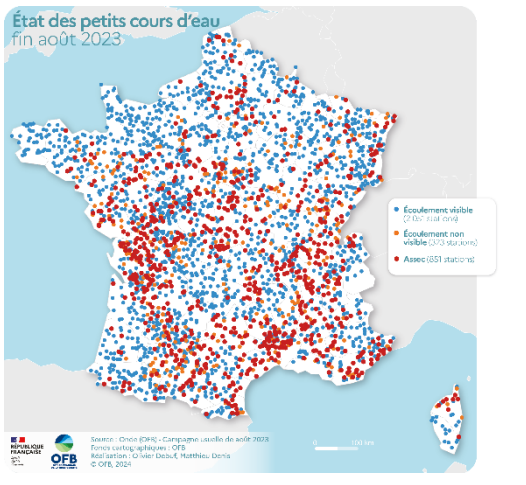 État des petits cours d'eau
fin août 2023
Écoulement visible
Écoulement non
visible (373 stations)
Assec (851 stations)
0 100 km
RÉPUBLIQUE
FRANÇAISE
OFB
Source : Onde (OFB) - Campagne usuelle de août 2023
Fonds cartographiques : OFB
Réalisation : Olivier Debuf, Matthieu Denis
© OFB, 2024